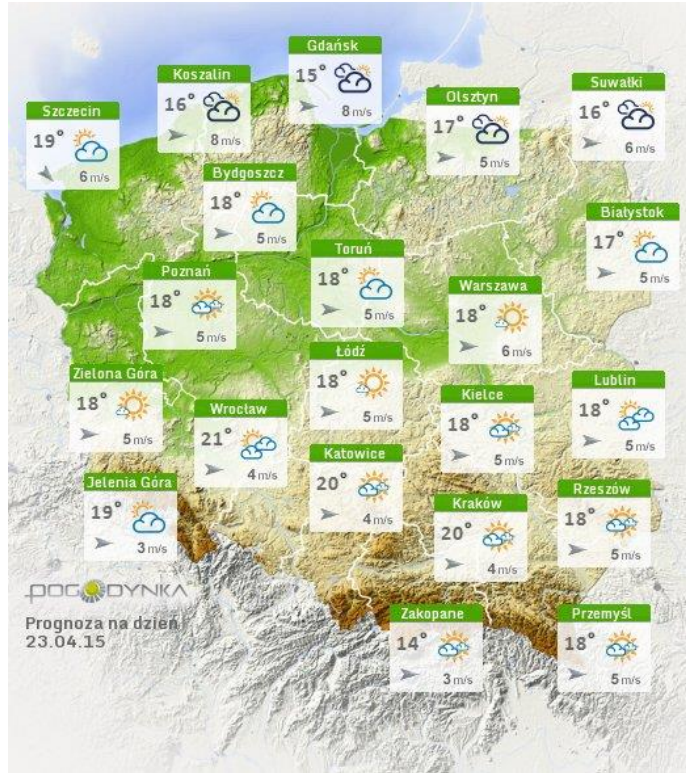 Gdańsk
15°
8 m/s
Koszalin
16°
8 m/s
Suwałki
16°
6 m/s
Olsztyn
17°
5 m/s
Szczecin
19°
6 m/s
Bydgoszcz
18°
5 m/s
Białystok
17°
5 m/s
Toruń
18°
5 m/s
Poznań
18°
5 m/s
Warszawa
18°
6 m/s
Łódź
18°
5 m/s
Zielona Góra
18°
5 m/s
Lublin
18°
5 m/s
Kielce
18°
5 m/s
Wrocław
21°
4 m/s
Katowice
20°
4 m/s
Jelenia Góra
19°
3 m/s
Rzeszów
18°
5 m/s
Kraków
20°
4 m/s
POGODYNKA
Prognoza na dzień
23.04.15
Zakopane
14°
3 m/s
Przemyśl
18°
5 m/s